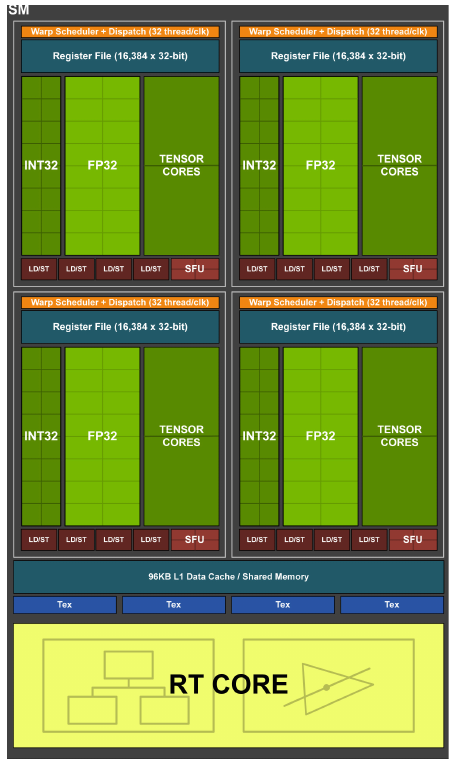 SM
Warp Scheduler + Dispatch (32 thread/clk)
Register File (16,384 x 32-bit)
INT32
FP32
TENSOR
CORES
LD/ST
LD/ST
LD/ST
LD/ST
SFU
Warp Scheduler + Dispatch (32 thread/clk)
Register File (16,384 x 32-bit)
INT32
FP32
TENSOR
CORES
LD/ST
LD/ST
LD/ST
LD/ST
SFU
Warp Scheduler + Dispatch (32 thread/clk)
Register File (16,384 x 32-bit)
INT32
FP32
TENSOR
CORES
LD/ST
LD/ST
LD/ST
LD/ST
SFU
Warp Scheduler + Dispatch (32 thread/clk)
Register File (16,384 x 32-bit)
INT32
FP32
TENSOR
CORES
LD/ST
LD/ST
LD/ST
LD/ST
SFU
96KB L1 Data Cache / Shared Memory
Tex
Tex
Tex
Tex
RT CORE